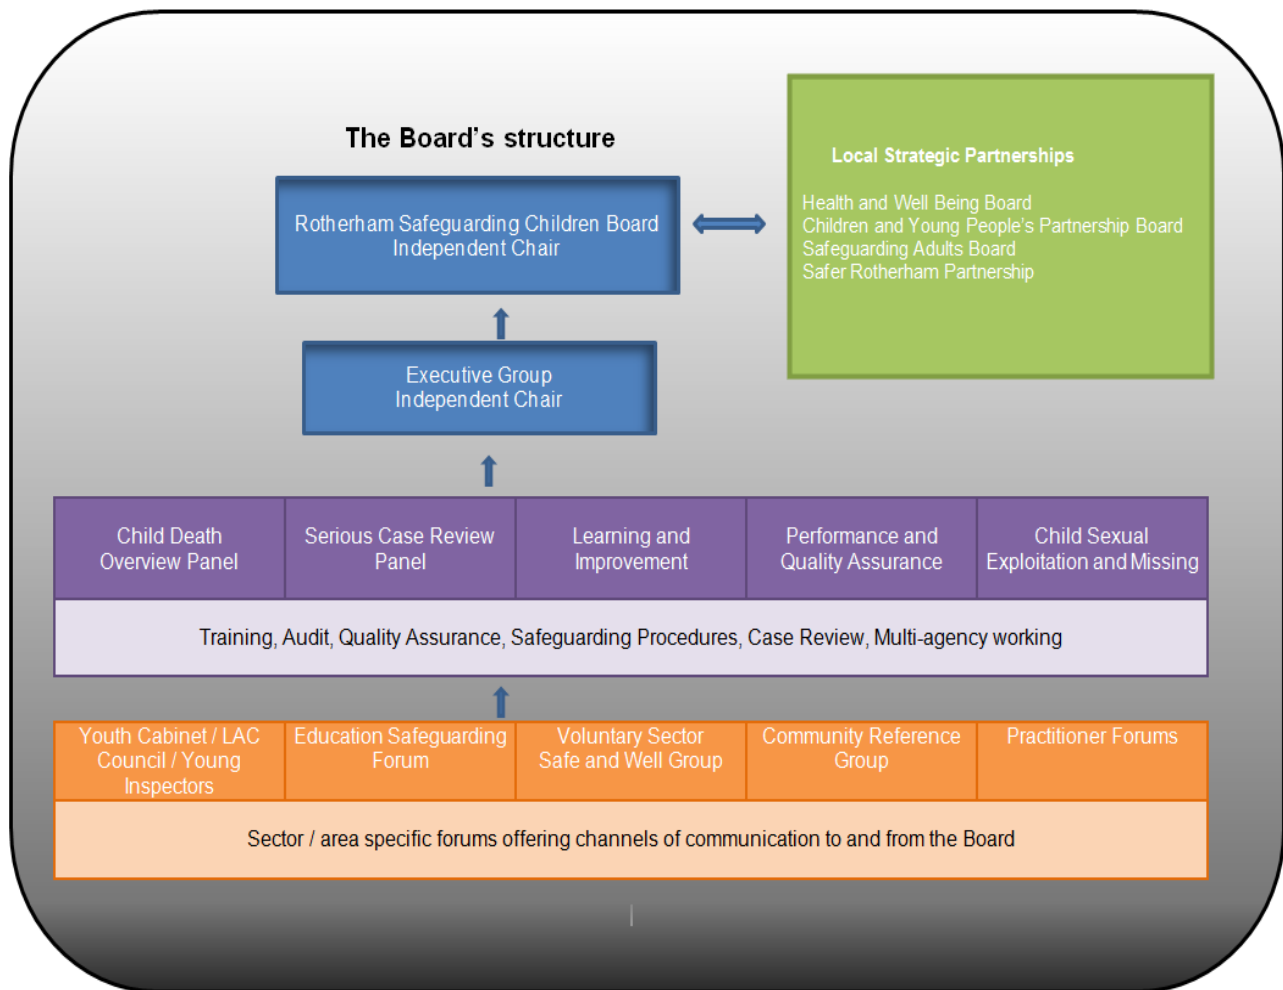 The Board's structure
Local Strategic Partnerships
Health and Well Being Board
Children and Young People's Partnership Board
Safeguarding Adults Board
Safer Rotherham Partnership
Rotherham Safeguarding Children Board
Independent Chair
Executive Group
Independent Chair
Child Death
Overview Panel
Serious Case Review
Panel
Learning and
Improvement
Performance and
Quality Assurance
Child Sexual
Exploitation and Missing
Training, Audit, Quality Assurance, Safeguarding Procedures, Case Review, Multi-agency working
Youth Cabinet / LAC
Council / Young
Inspectors
Education Safeguarding
Forum
Voluntary Sector
Safe and Well Group
Community Reference
Group
Practitioner Forums
Sector / area specific forums offering channels of communication to and from the Board